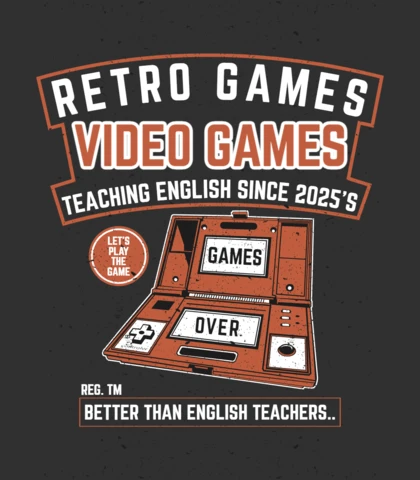 RETRO GAMES
VIDEO GAMES
TEACHING ENGLISH SINCE 2025'S
LET'S
PLAY
THE
GAME
GAMES
OVER.
REG. TM
BETTER THAN ENGLISH TEACHERS..